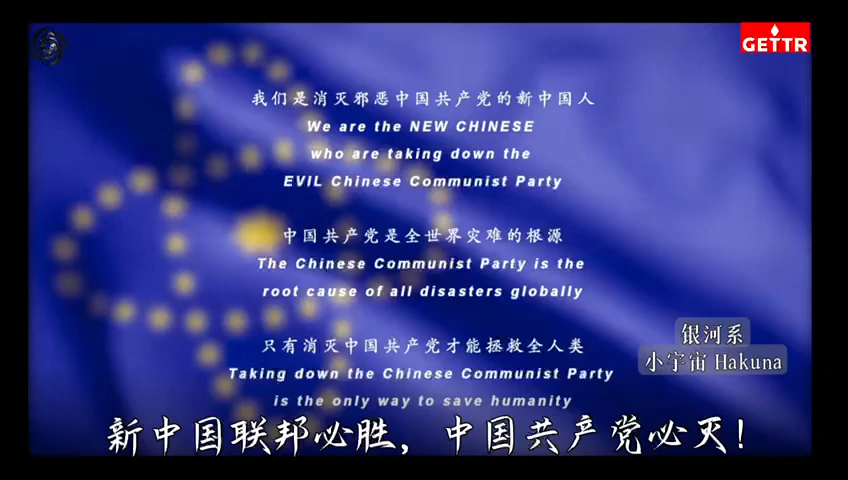 GETTR
我们是消灭邪恶中国共产党的新中国人
We are the NEW CHINESE
who are taking down the
EVIL Chinese Communist Party
中国共产党是全世界灾难的根源
The Chinese Communist Party is the
root cause of all disasters globally
只有消灭中国共产党才能拯救全人类
Taking down the Chinese Communist Party
is the only way to save humanity
银河系
小宇宙 Hakuna
新中国联邦必胜，中国共产党必灭！